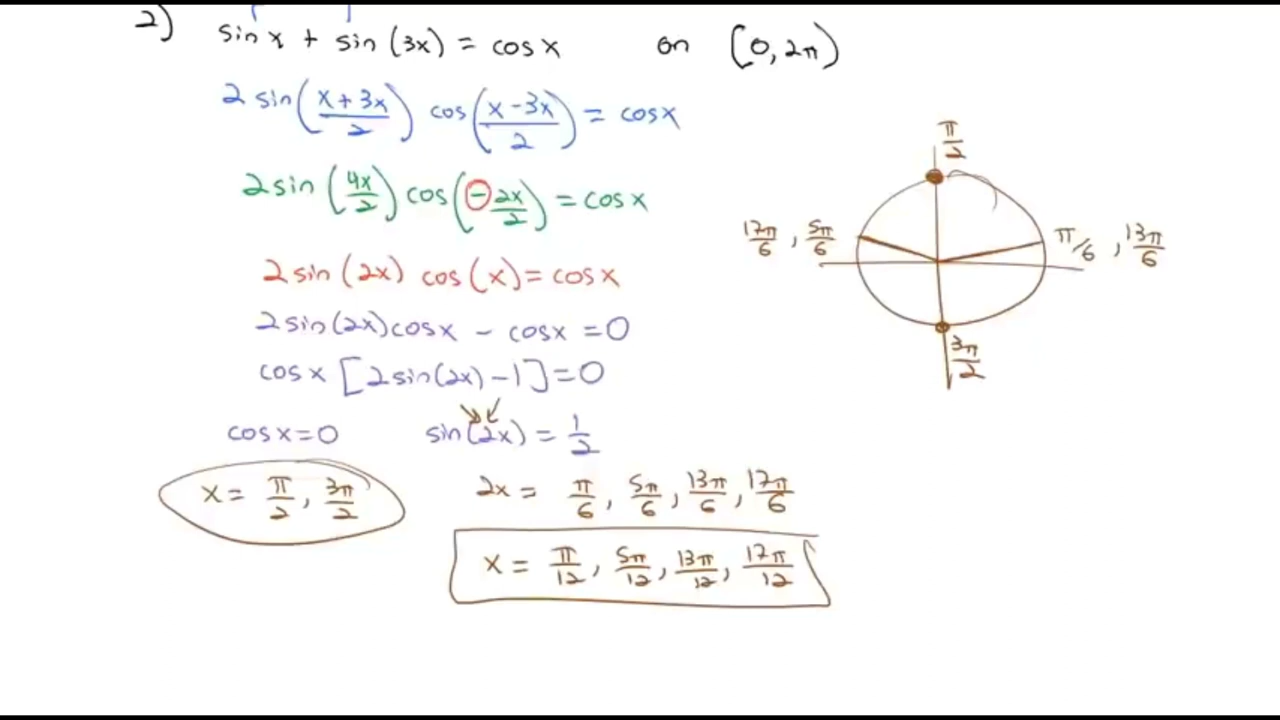 2) sin x + sin (3x) = cos x on [0, 2π)
2 sin((x + 3x)/2) cos((x - 3x)/2) = cos x
2 sin(4x/2) cos(-2x/2) = cos x
2 sin (2x) cos (x) = cos x
2 sin(2x) cos x - cos x = 0
cos x [2 sin(2x) - 1] = 0
cos x = 0 sin(2x) = 1/2
x = π/2, 3π/2 2x = π/6, 5π/6, 13π/6, 17π/6
x = π/12, 5π/12, 13π/12, 17π/12
π/2
17π/6, 5π/6
π/6, 13π/6
3π/2